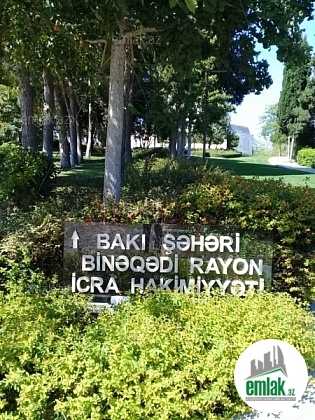 BAKI ŞƏHƏRİ
BİNƏQƏDİ RAYON
İCRA HAKİMİYYƏTİ
emlak.az